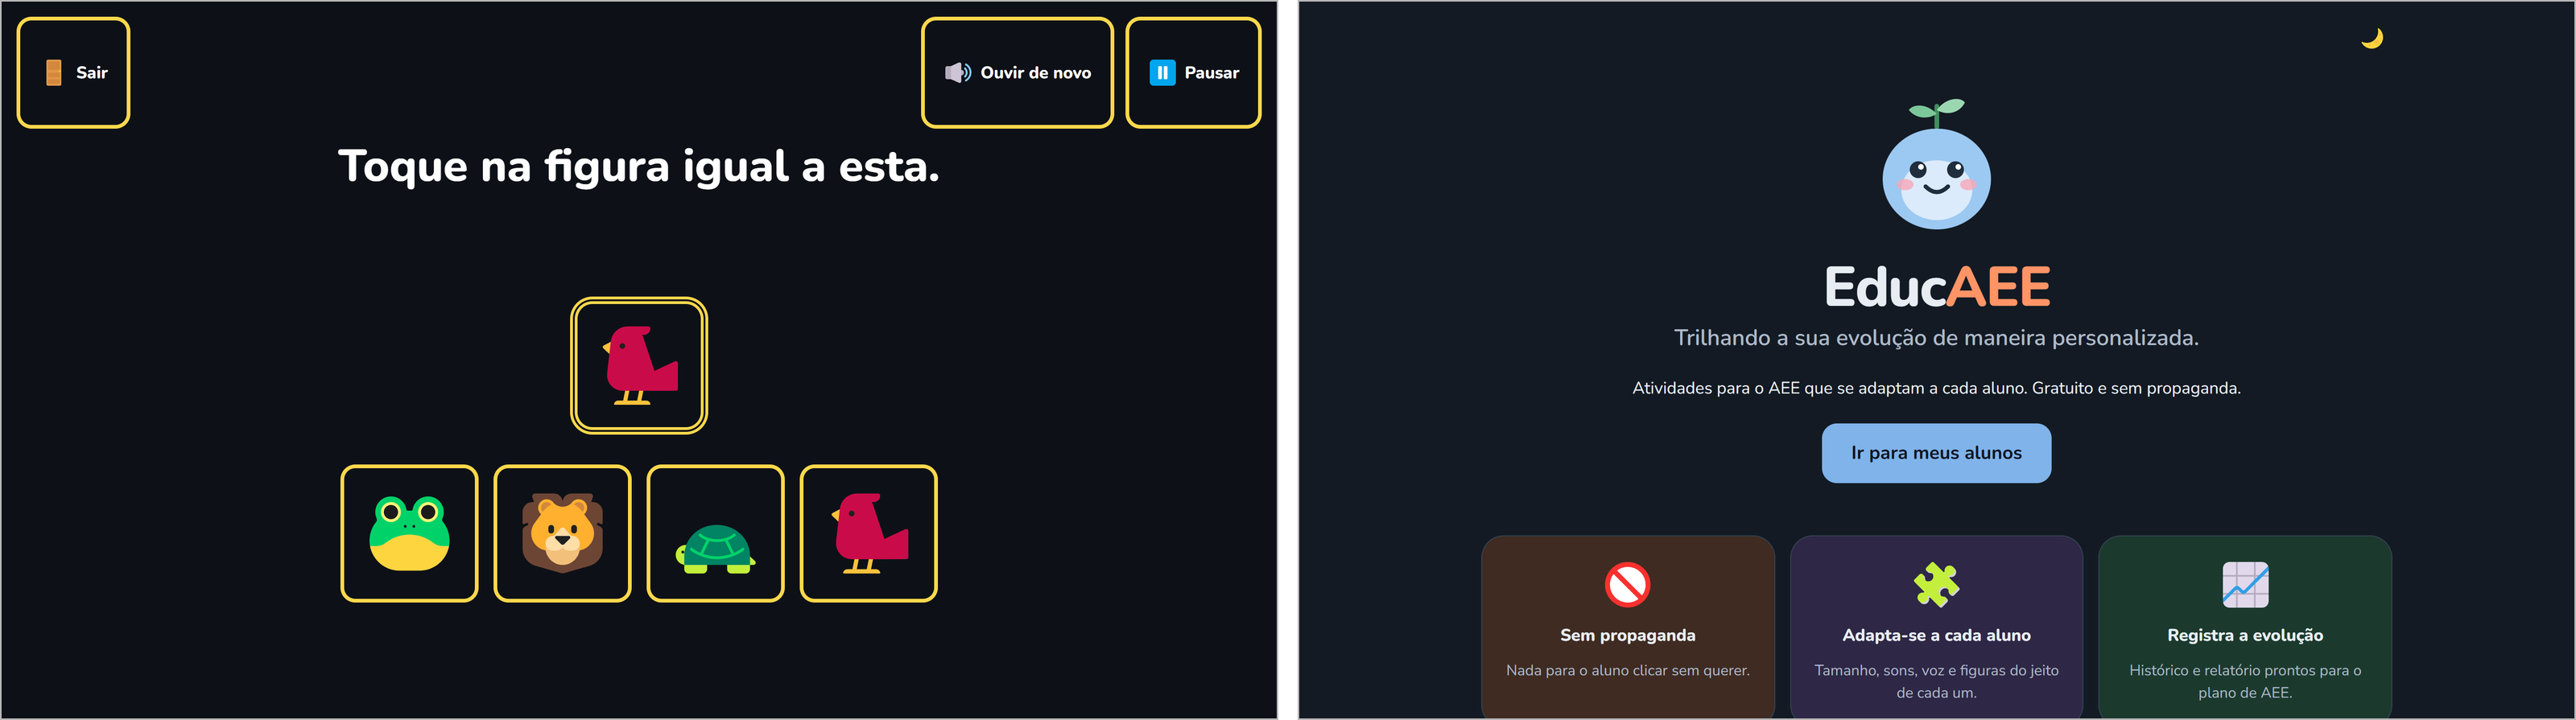 Sair
Ouvir de novo
Pausar
Toque na figura igual a esta.
EducAEE
Trilhando a sua evolução de maneira personalizada.
Atividades para o AEE que se adaptam a cada aluno. Gratuito e sem propaganda.
Ir para meus alunos
Sem propaganda
Nada para o aluno clicar sem querer.
Adapta-se a cada aluno
Tamanho, sons, voz e figuras do jeito
de cada um.
Registra a evolução
Histórico e relatório prontos para o
plano de AEE.